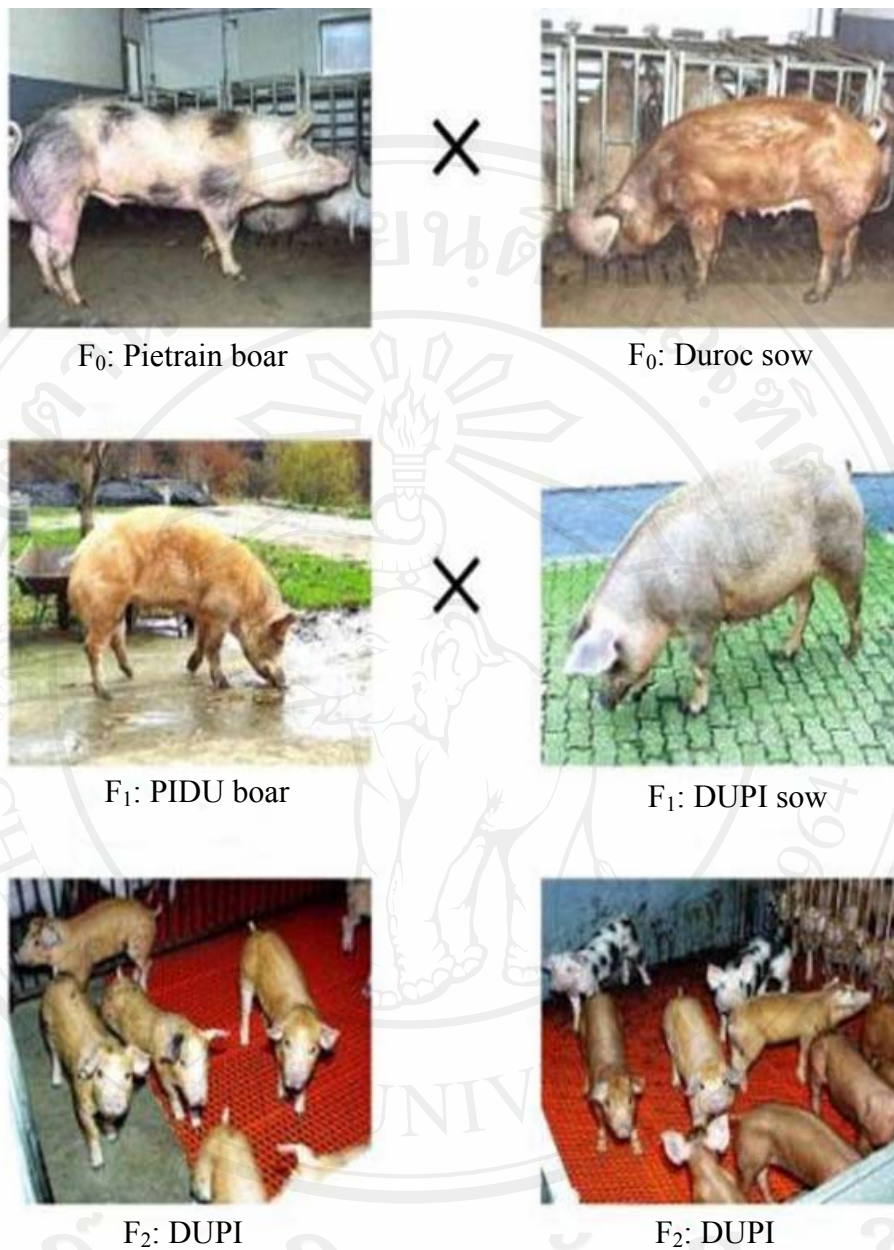 ×
F₀: Pietrain boar
F₀: Duroc sow
×
F₁: PIDU boar
F₁: DUPI sow
F₂: DUPI
F₂: DUPI